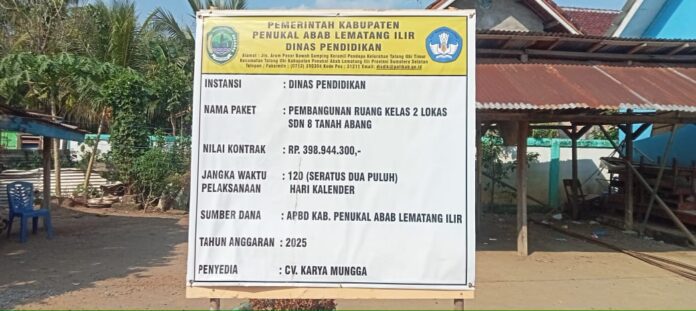 PEMERINTAH KABUPATEN
PENUKAL ABAB LEMATANG ILIR
DINAS PENDIDIKAN
INSTANSI : DINAS PENDIDIKAN
NAMA PAKET : PEMBANGUNAN RUANG KELAS 2 LOKAS
SDN 8 TANAH ABANG
NILAI KONTRAK : RP. 398.944.300,-
JANGKA WAKTU : 120 (SERATUS DUA PULUH)
PELAKSANAAN HARI KALENDER
SUMBER DANA : APBD KAB. PENUKAL ABAB LEMATANG ILIR
TAHUN ANGGARAN : 2025
PENYEDIA : CV. KARYA MUNGGA